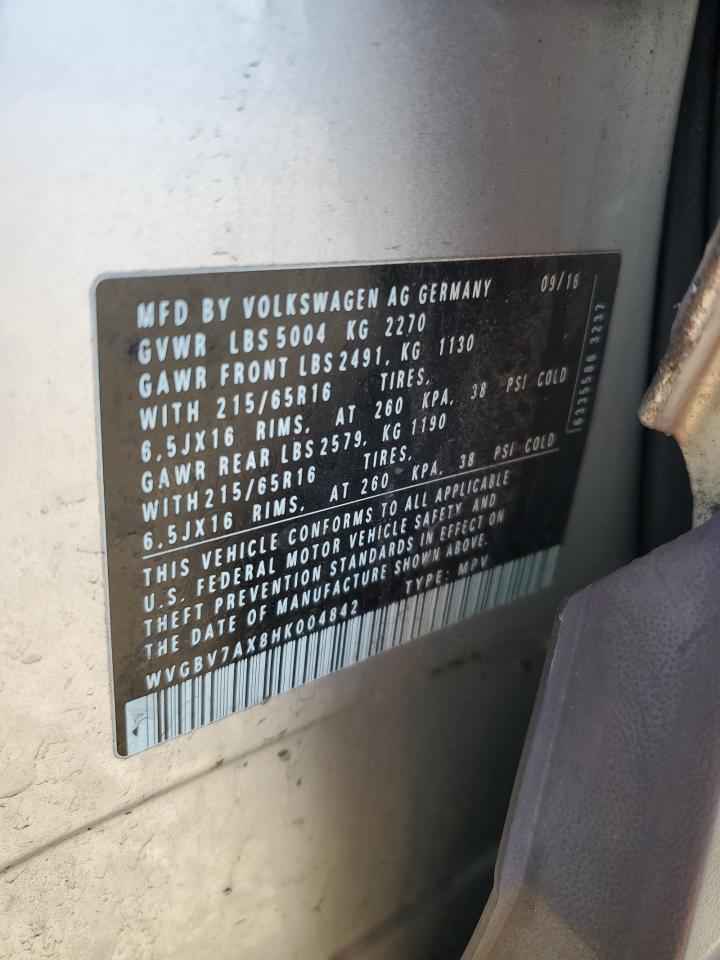 MFD BY VOLKSWAGEN AG GERMANY 09/16
GVWR LBS 5004 KG 2270
GAWR FRONT LBS 2491, KG 1130
WITH 215/65R16 TIRES,
6.5JX16 RIMS, AT 260 KPA, 38 PSI COLD
GAWR REAR LBS 2579, KG 1190
WITH 215/65R16 TIRES,
6.5JX16 RIMS, AT 260 KPA, 38 PSI COLD
THIS VEHICLE CONFORMS TO ALL APPLICABLE
U.S. FEDERAL MOTOR VEHICLE SAFETY AND
THEFT PREVENTION STANDARDS IN EFFECT ON
THE DATE OF MANUFACTURE SHOWN ABOVE.
WVGBV7AX8HK004842 TYPE: MPV
6335586 3237